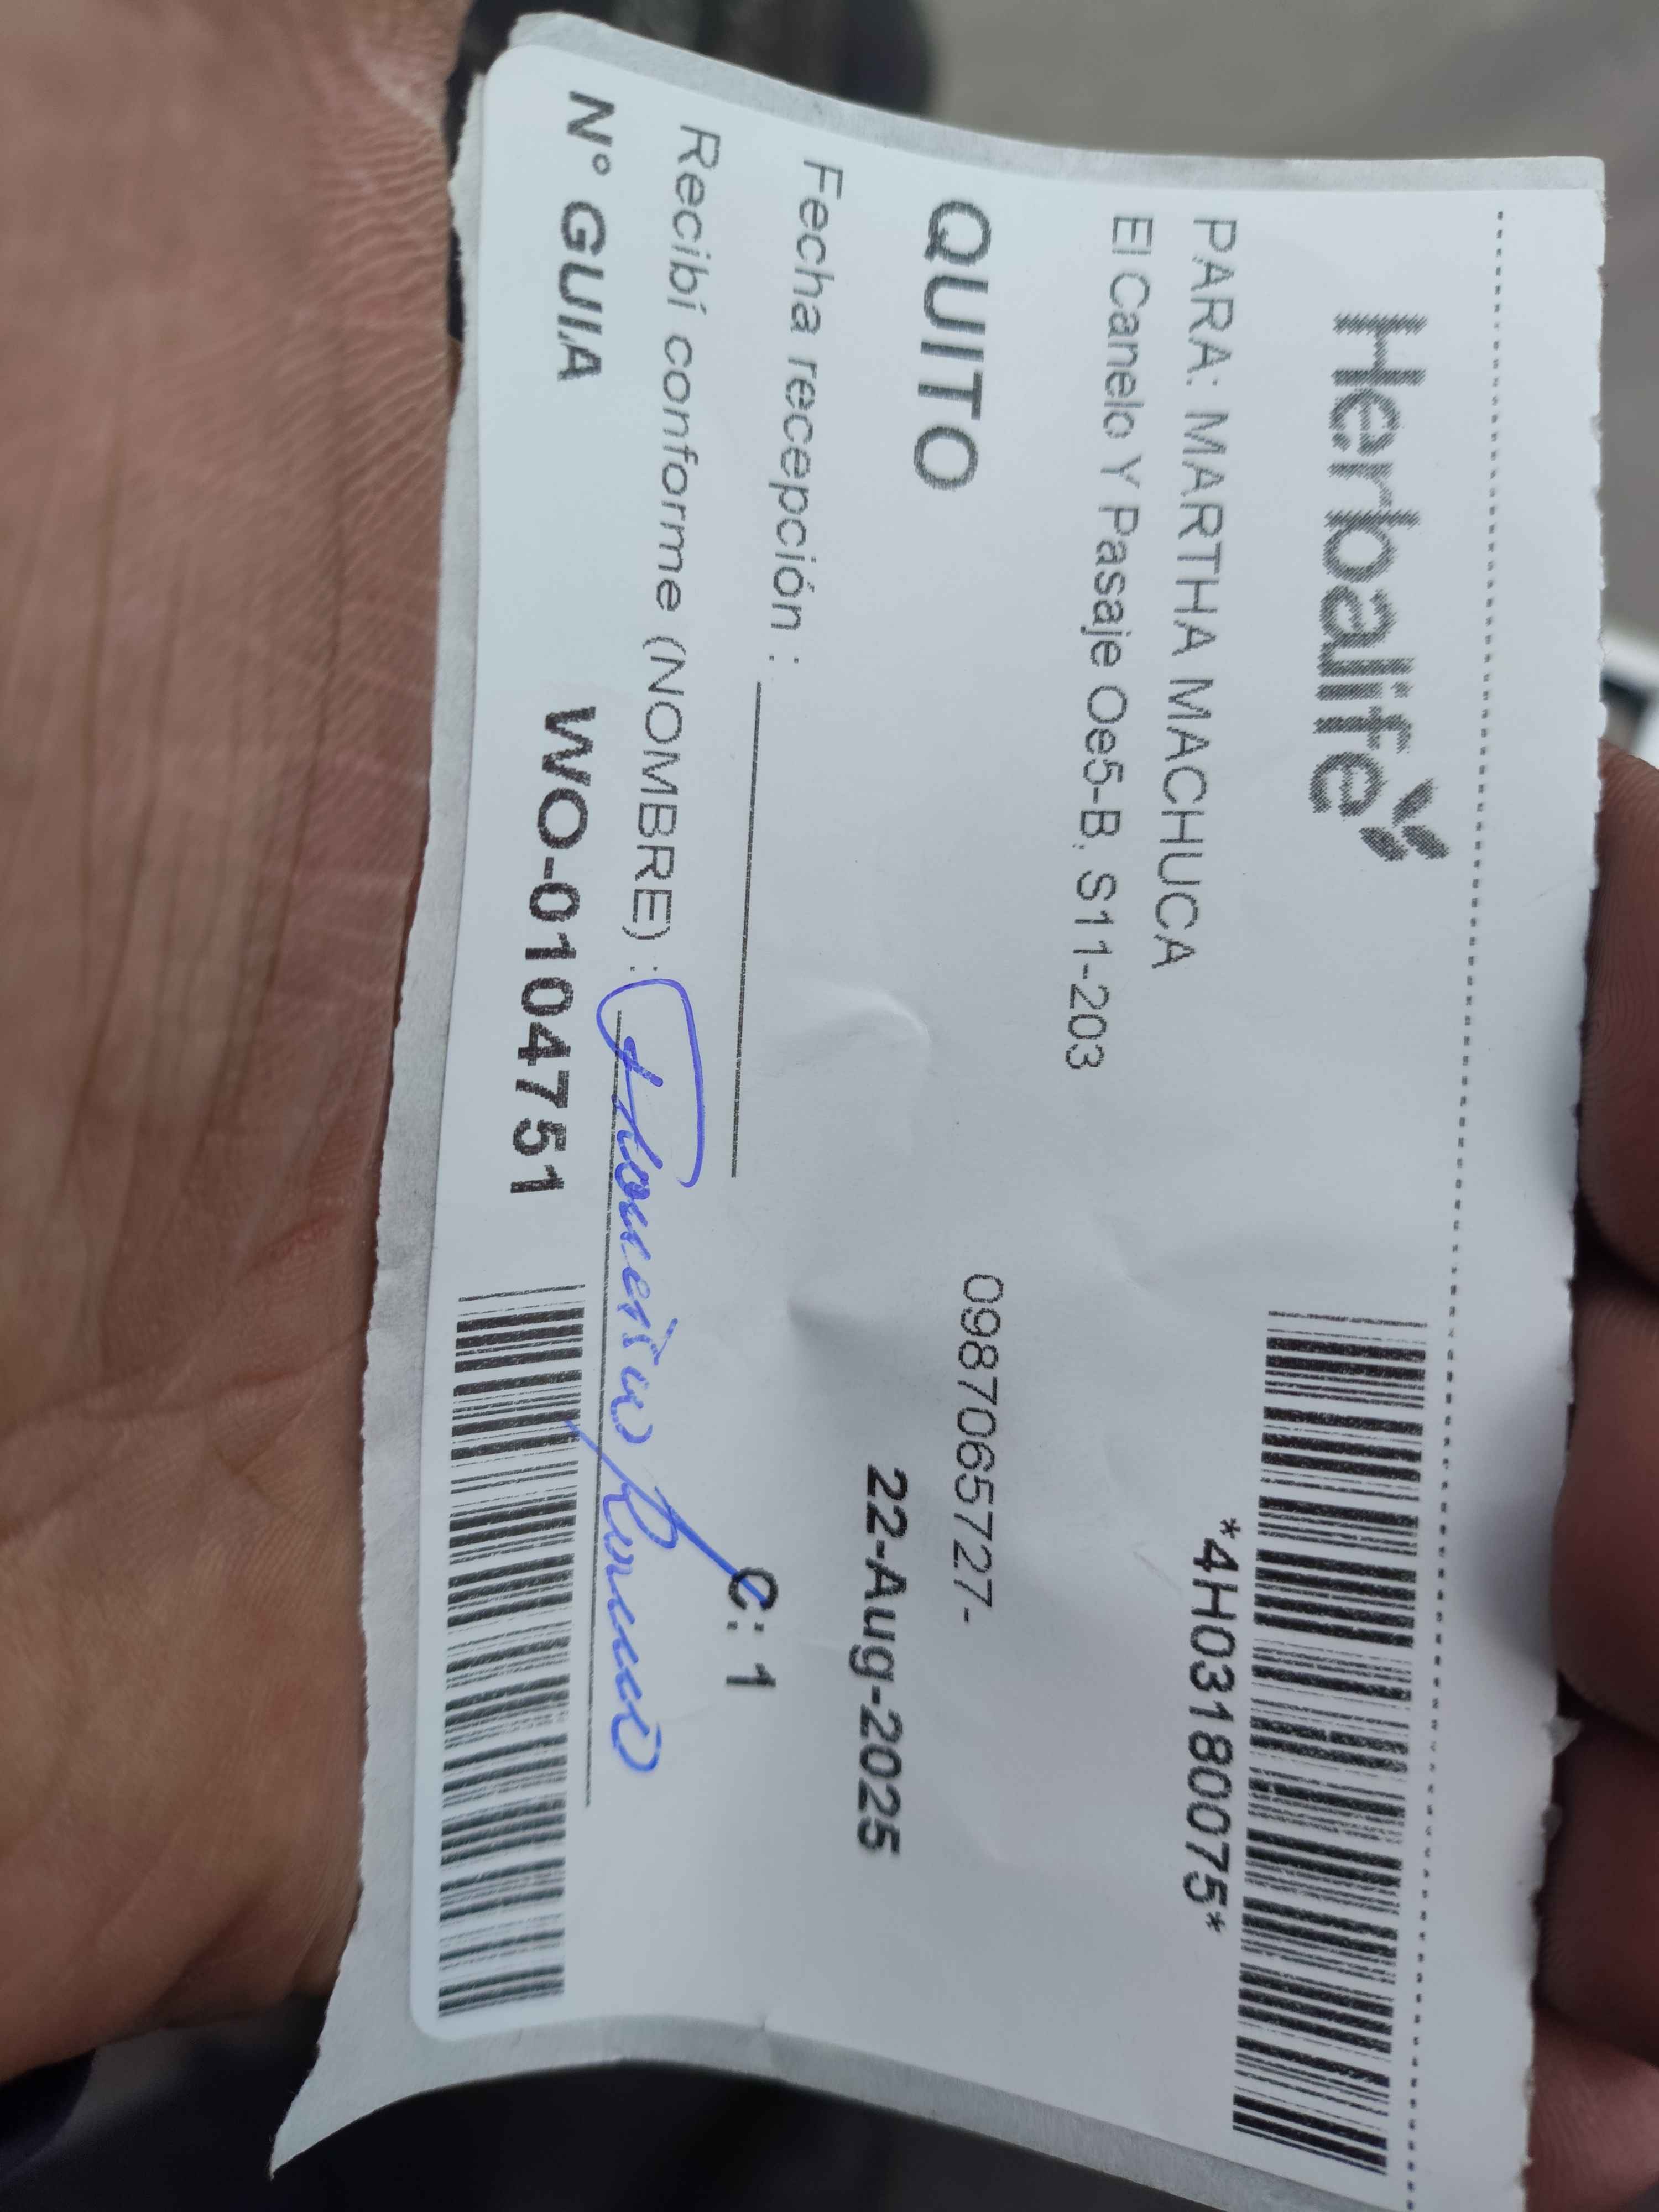 Herbalife
*4H03180075*
PARA: MARTHA MACHUCA
El Canelo Y Pasaje Oe5-B, S11-203
QUITO 0987065727-
22-Aug-2025
Fecha recepción :
C: 1
Recibí conforme (NOMBRE) :
N° GUIA WO-0104751